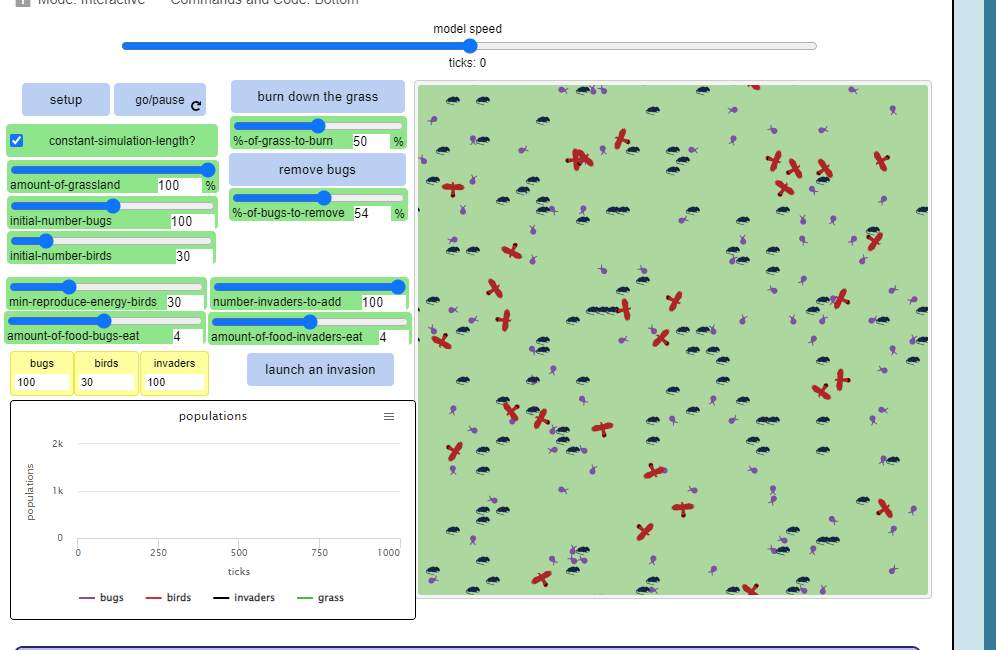 Mode: Interactive Commands and Code: Bottom
model speed
ticks: 0
setup
go/pause
burn down the grass
constant-simulation-length?
%-of-grass-to-burn 50 %
remove bugs
amount-of-grassland 100 %
%-of-bugs-to-remove 54 %
initial-number-bugs 100
initial-number-birds 30
min-reproduce-energy-birds 30
number-invaders-to-add 100
amount-of-food-bugs-eat 4
amount-of-food-invaders-eat 4
bugs birds invaders
100 30 100
launch an invasion
populations
2k
1k
0
populations
0 250 500 750 1000
ticks
bugs birds invaders grass